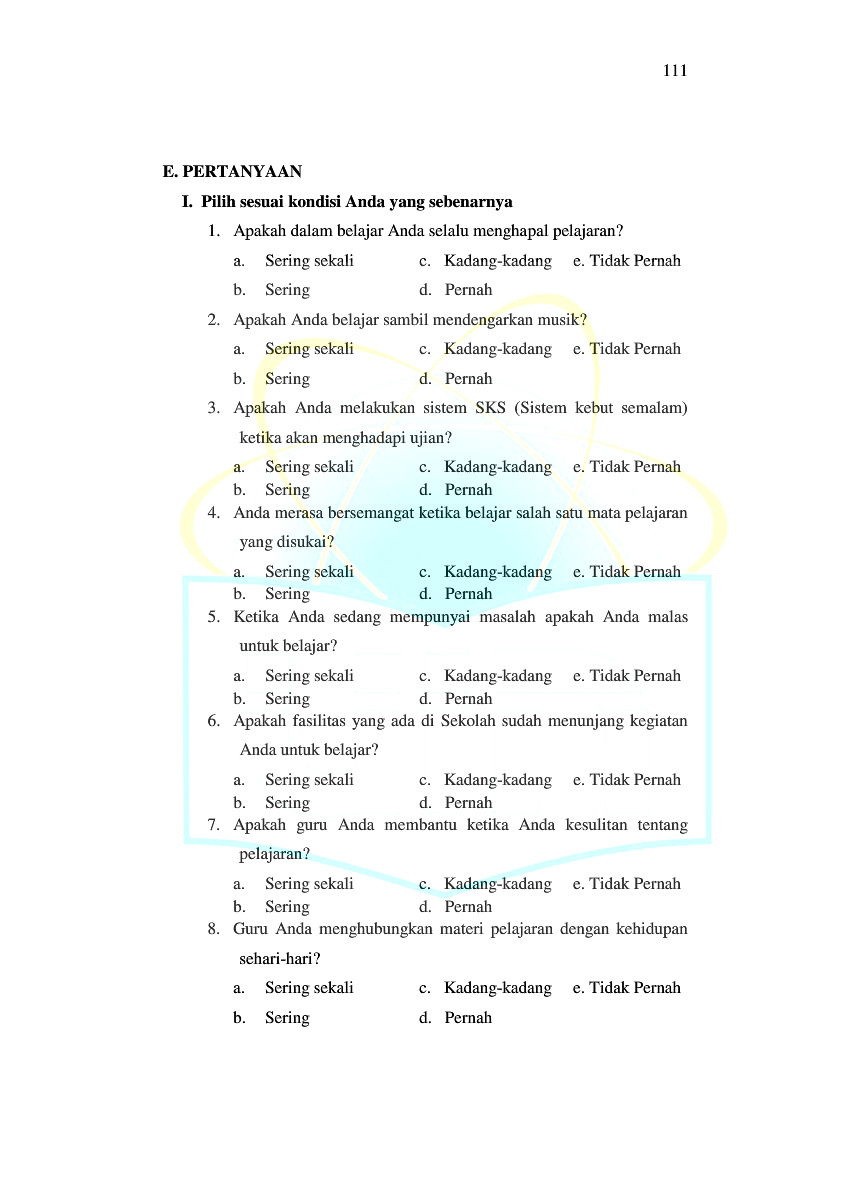 111
E. PERTANYAAN
I. Pilih sesuai kondisi Anda yang sebenarnya
1. Apakah dalam belajar Anda selalu menghapal pelajaran?
a. Sering sekali c. Kadang-kadang e. Tidak Pernah
b. Sering d. Pernah
2. Apakah Anda belajar sambil mendengarkan musik?
a. Sering sekali c. Kadang-kadang e. Tidak Pernah
b. Sering d. Pernah
3. Apakah Anda melakukan sistem SKS (Sistem kebut semalam)
ketika akan menghadapi ujian?
a. Sering sekali c. Kadang-kadang e. Tidak Pernah
b. Sering d. Pernah
4. Anda merasa bersemangat ketika belajar salah satu mata pelajaran
yang disukai?
a. Sering sekali c. Kadang-kadang e. Tidak Pernah
b. Sering d. Pernah
5. Ketika Anda sedang mempunyai masalah apakah Anda malas
untuk belajar?
a. Sering sekali c. Kadang-kadang e. Tidak Pernah
b. Sering d. Pernah
6. Apakah fasilitas yang ada di Sekolah sudah menunjang kegiatan
Anda untuk belajar?
a. Sering sekali c. Kadang-kadang e. Tidak Pernah
b. Sering d. Pernah
7. Apakah guru Anda membantu ketika Anda kesulitan tentang
pelajaran?
a. Sering sekali c. Kadang-kadang e. Tidak Pernah
b. Sering d. Pernah
8. Guru Anda menghubungkan materi pelajaran dengan kehidupan
sehari-hari?
a. Sering sekali c. Kadang-kadang e. Tidak Pernah
b. Sering d. Pernah